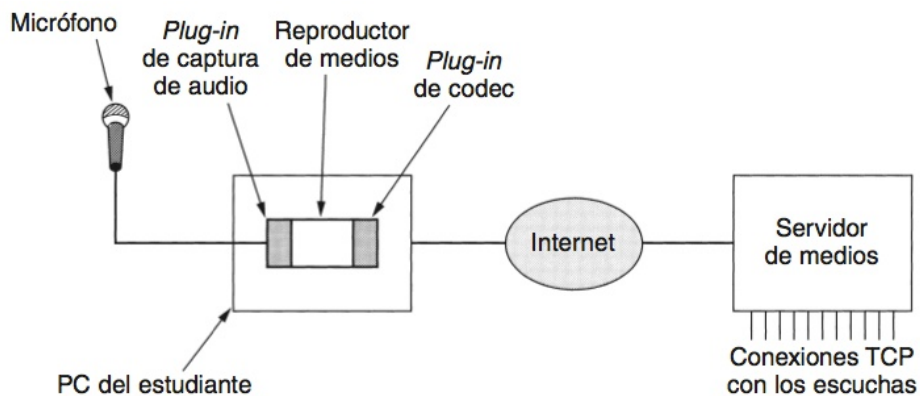 Micrófono
Plug-in
de captura
de audio
Reproductor
de medios
Plug-in
de codec
Internet
Servidor
de medios
PC del estudiante
Conexiones TCP
con los escuchas